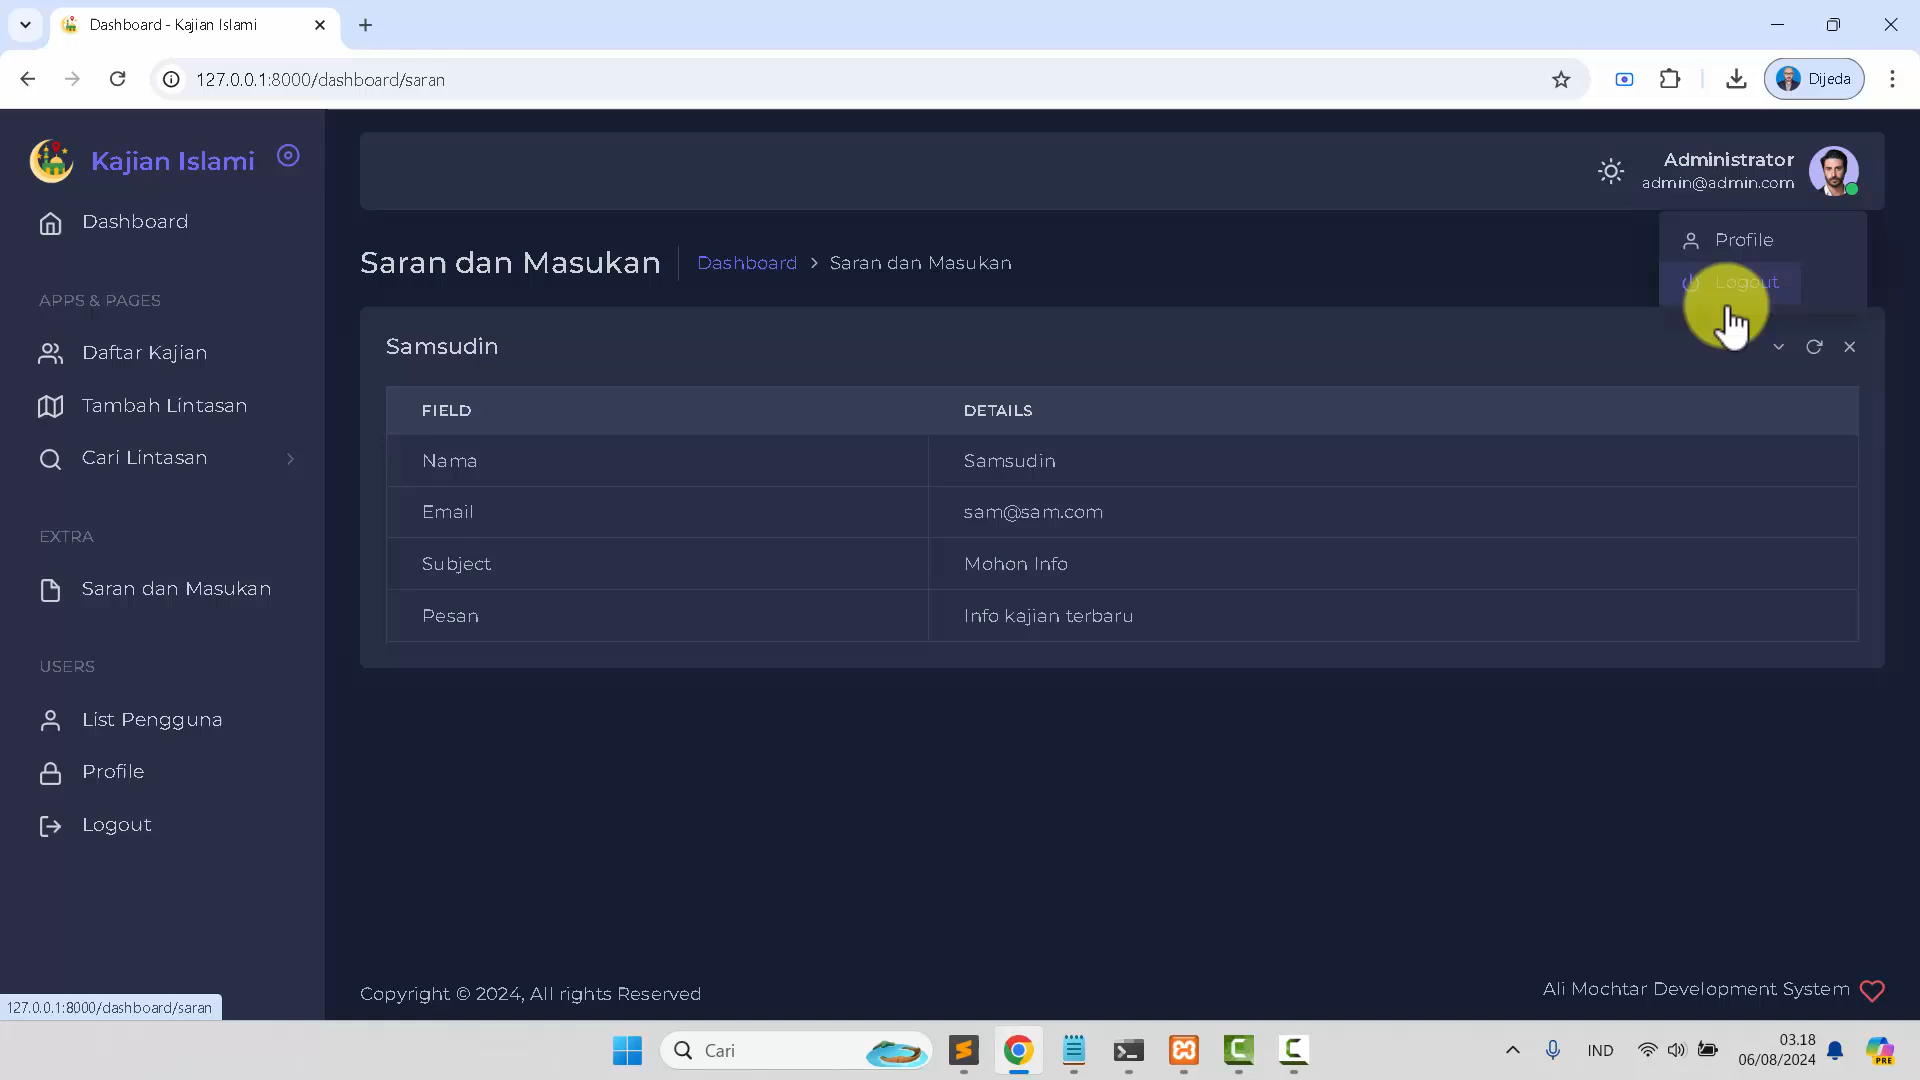 Dashboard - Kajian Islami
127.0.0.1:8000/dashboard/saran
Dijeda
Kajian Islami
Administrator
admin@admin.com
Profile
Logout
Dashboard
APPS & PAGES
Daftar Kajian
Tambah Lintasan
Cari Lintasan
EXTRA
Saran dan Masukan
USERS
List Pengguna
Profile
Logout
Saran dan Masukan
Dashboard > Saran dan Masukan
Samsudin
FIELD DETAILS
Nama Samsudin
Email sam@sam.com
Subject Mohon Info
Pesan Info kajian terbaru
Copyright © 2024, All rights Reserved
Ali Mochtar Development System
127.0.0.1:8000/dashboard/saran
Cari
IND
03.18
06/08/2024
PRE